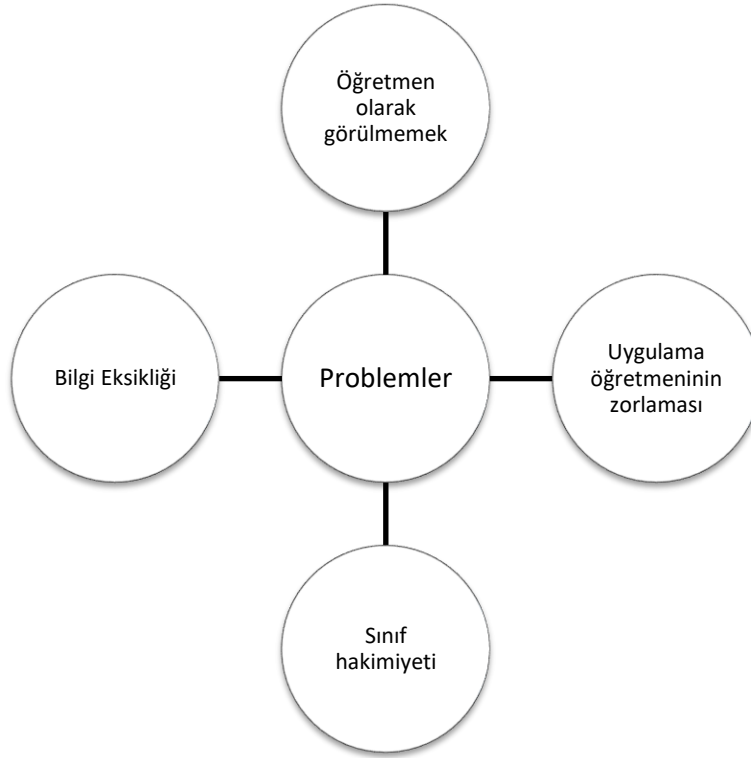 Öğretmen
olarak
görülmemek
Bilgi Eksikliği
Problemler
Uygulama
öğretmeninin
zorlaması
Sınıf
hakimiyeti